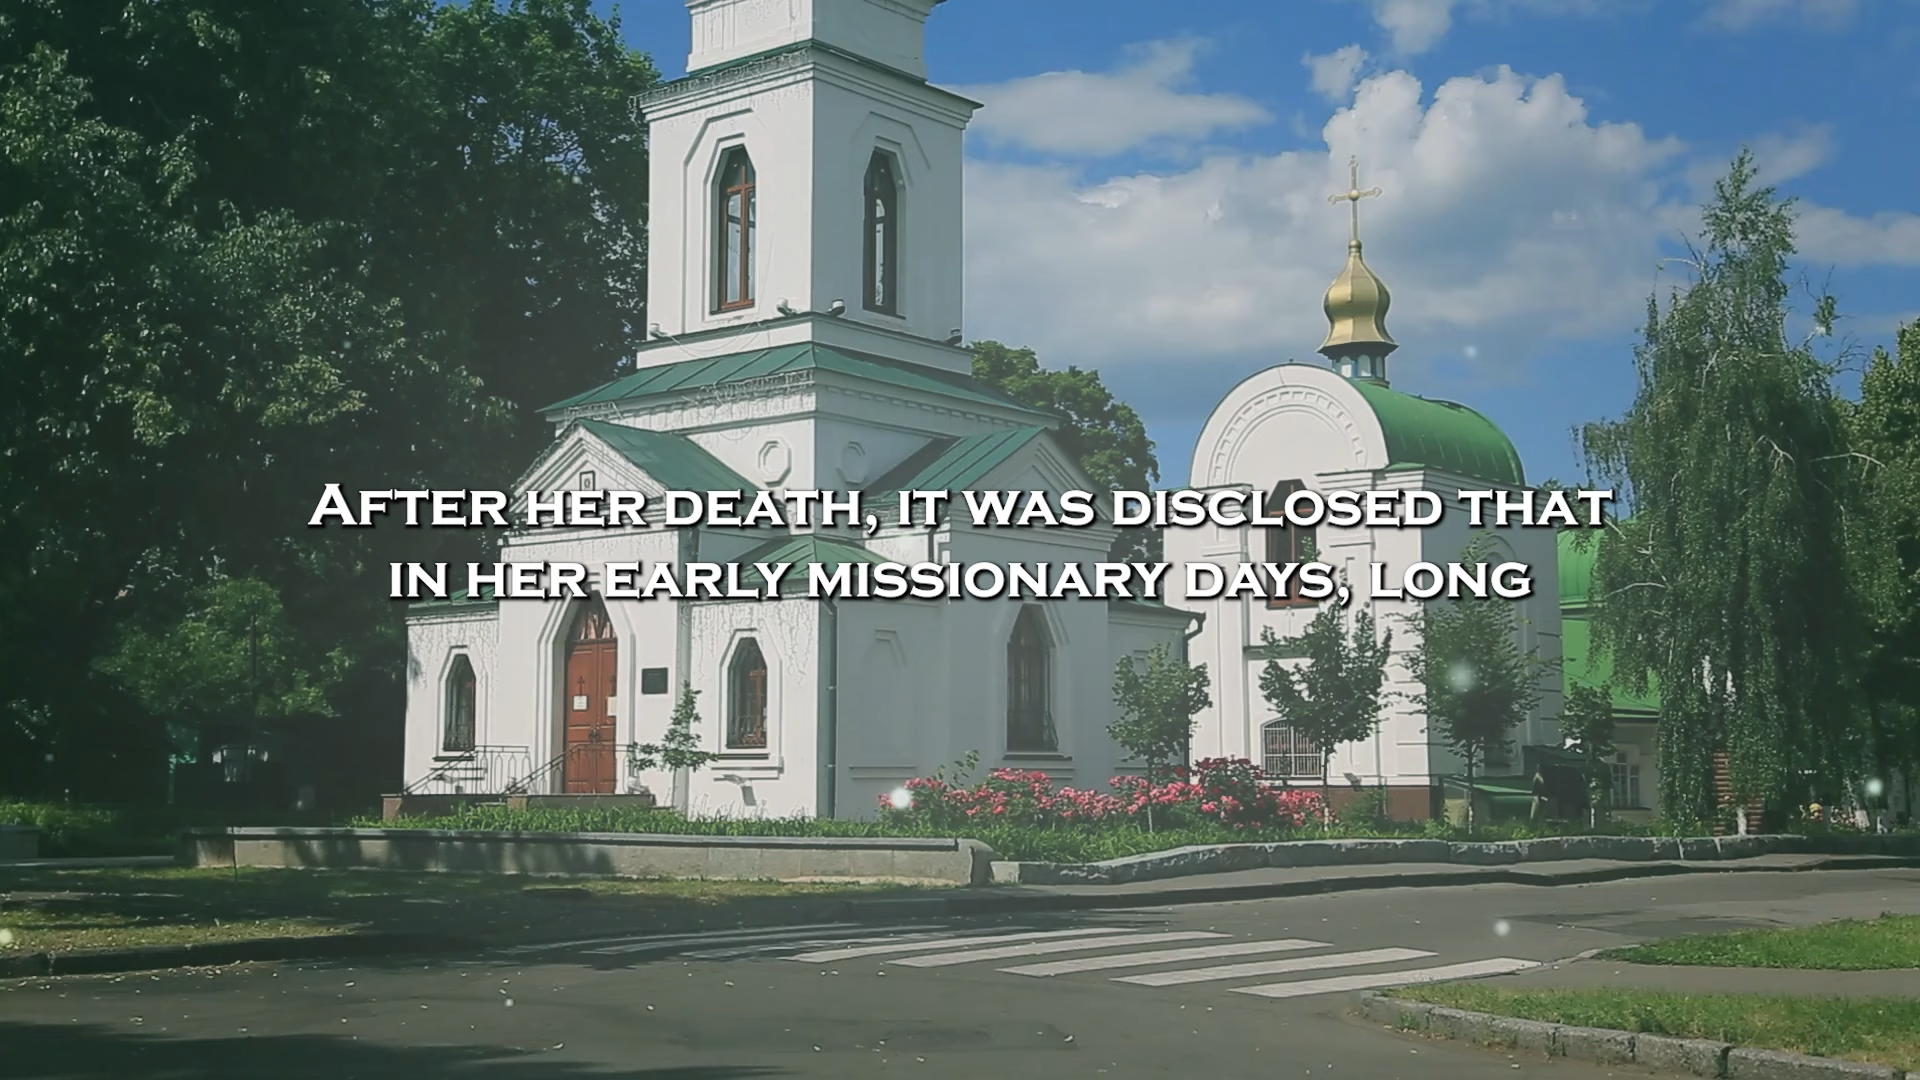 After her death, it was disclosed that
in her early missionary days, long